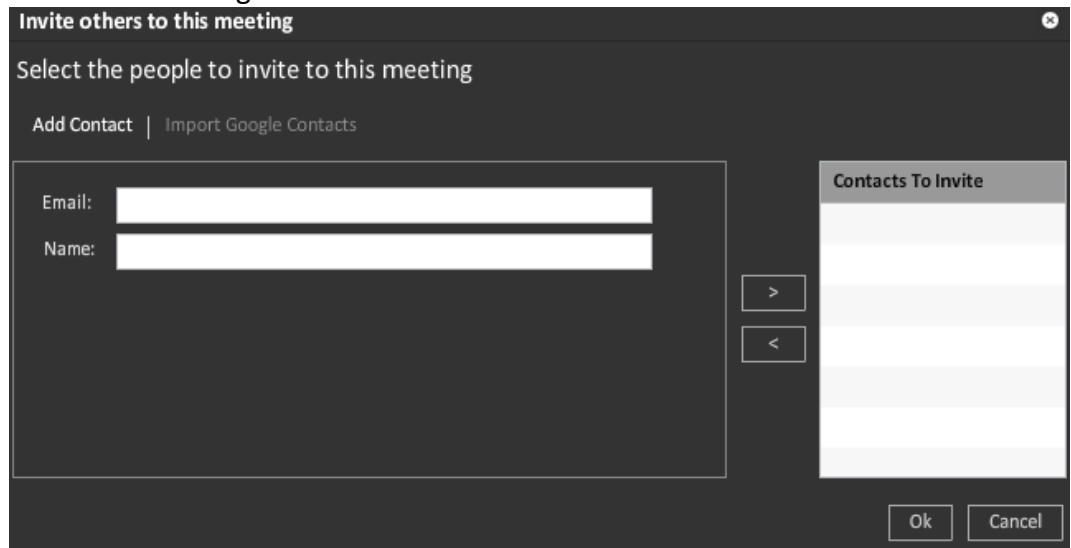 Invite others to this meeting
Select the people to invite to this meeting
Add Contact | Import Google Contacts
Contacts To Invite
Email:
Name:
>
<
Ok Cancel